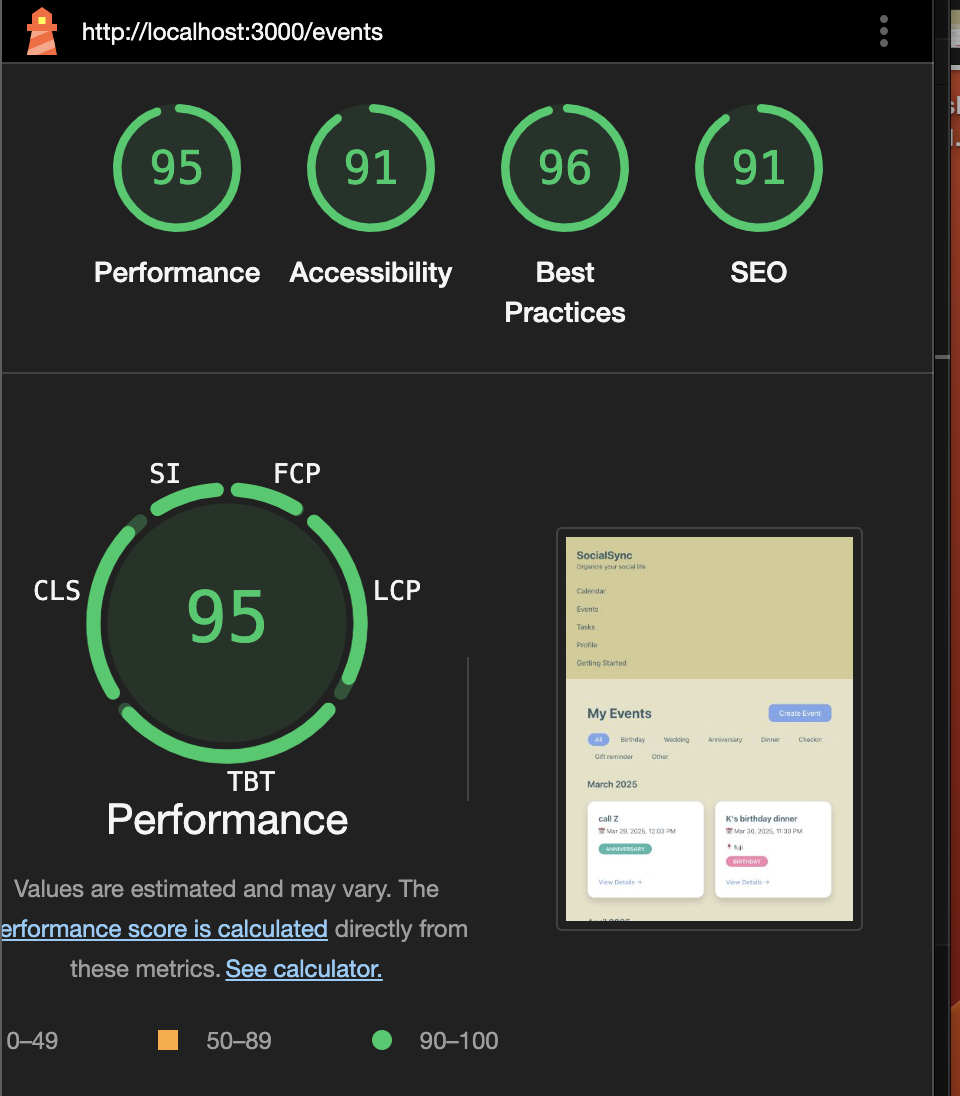 http://localhost:3000/events
95
91
96
91
Performance
Accessibility
Best
Practices
SEO
SI
FCP
CLS
LCP
95
TBT
Performance
Values are estimated and may vary. The
erformance score is calculated directly from
these metrics. See calculator.
0–49
50–89
90–100
SocialSync
Organize your social life
Calendar
Events
Tasks
Profile
Getting Started
My Events
Create Event
All Birthday Wedding Anniversary Dinner Checkin
Gift reminder Other
March 2025
call Z
Mar 29, 2025, 12:03 PM
ANNIVERSARY
View Details →
K's birthday dinner
Mar 30, 2025, 11:30 PM
fuji
BIRTHDAY
View Details →